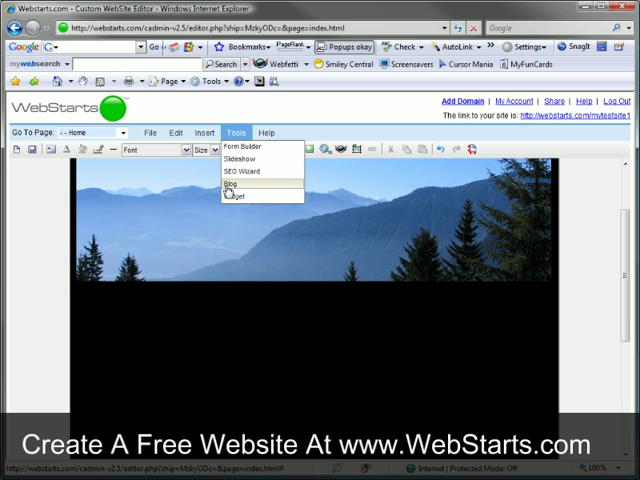 Webstarts.com - Custom WebSite Editor - Windows Internet Explorer
http://webstarts.com/cadmin-v2.5/editor.php?ship=MzkyODc=&page=index.html
Google Go Bookmarks PageRank Popups okay Check AutoLink Settings SnagIt
mywebsearch Search Webfetti Smiley Central Screensavers Cursor Mania MyFunCards
Page Tools
WebStarts
Add Domain | My Account | Share | Help | Log Out
The link to your site is: http://webstarts.com/mytestsite1
Go To Page: - - Home File Edit Insert Tools Help
Font Size
Form Builder
Slideshow
SEO Wizard
Blog
Create A Free Website At www.WebStarts.com
http://webstarts.com/cadmin-v2.5/editor.php?ship=MzkyODc=&page=index.html#
Internet | Protected Mode: Off